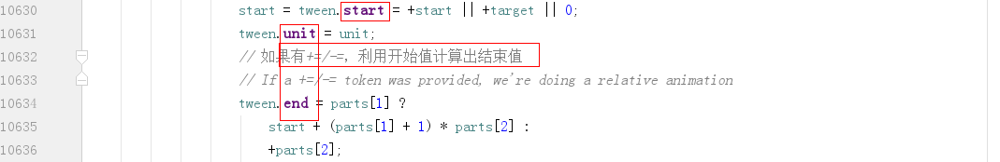 10630 start = tween.start = +start || +target || 0;
10631 tween.unit = unit;
10632 // 如果有+=/-=, 利用开始值计算出结束值
10633 // If a +=/-= token was provided, we're doing a relative animation
10634 tween.end = parts[1] ?
10635 start + (parts[1] + 1) * parts[2] :
10636 +parts[2];